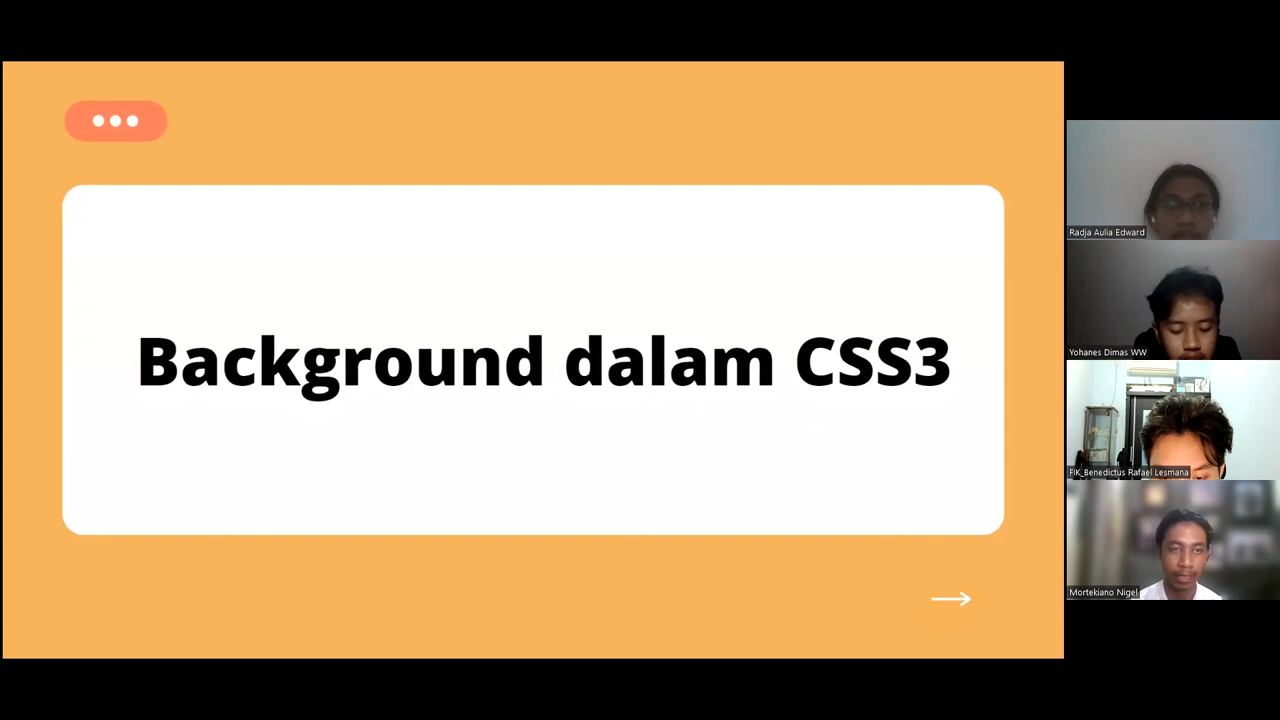 Background dalam CSS3
Radja Aulia Edward
Yohanes Dimas WW
FIK_Benedictus Rafael Lesmana
Mortekiano Nigel